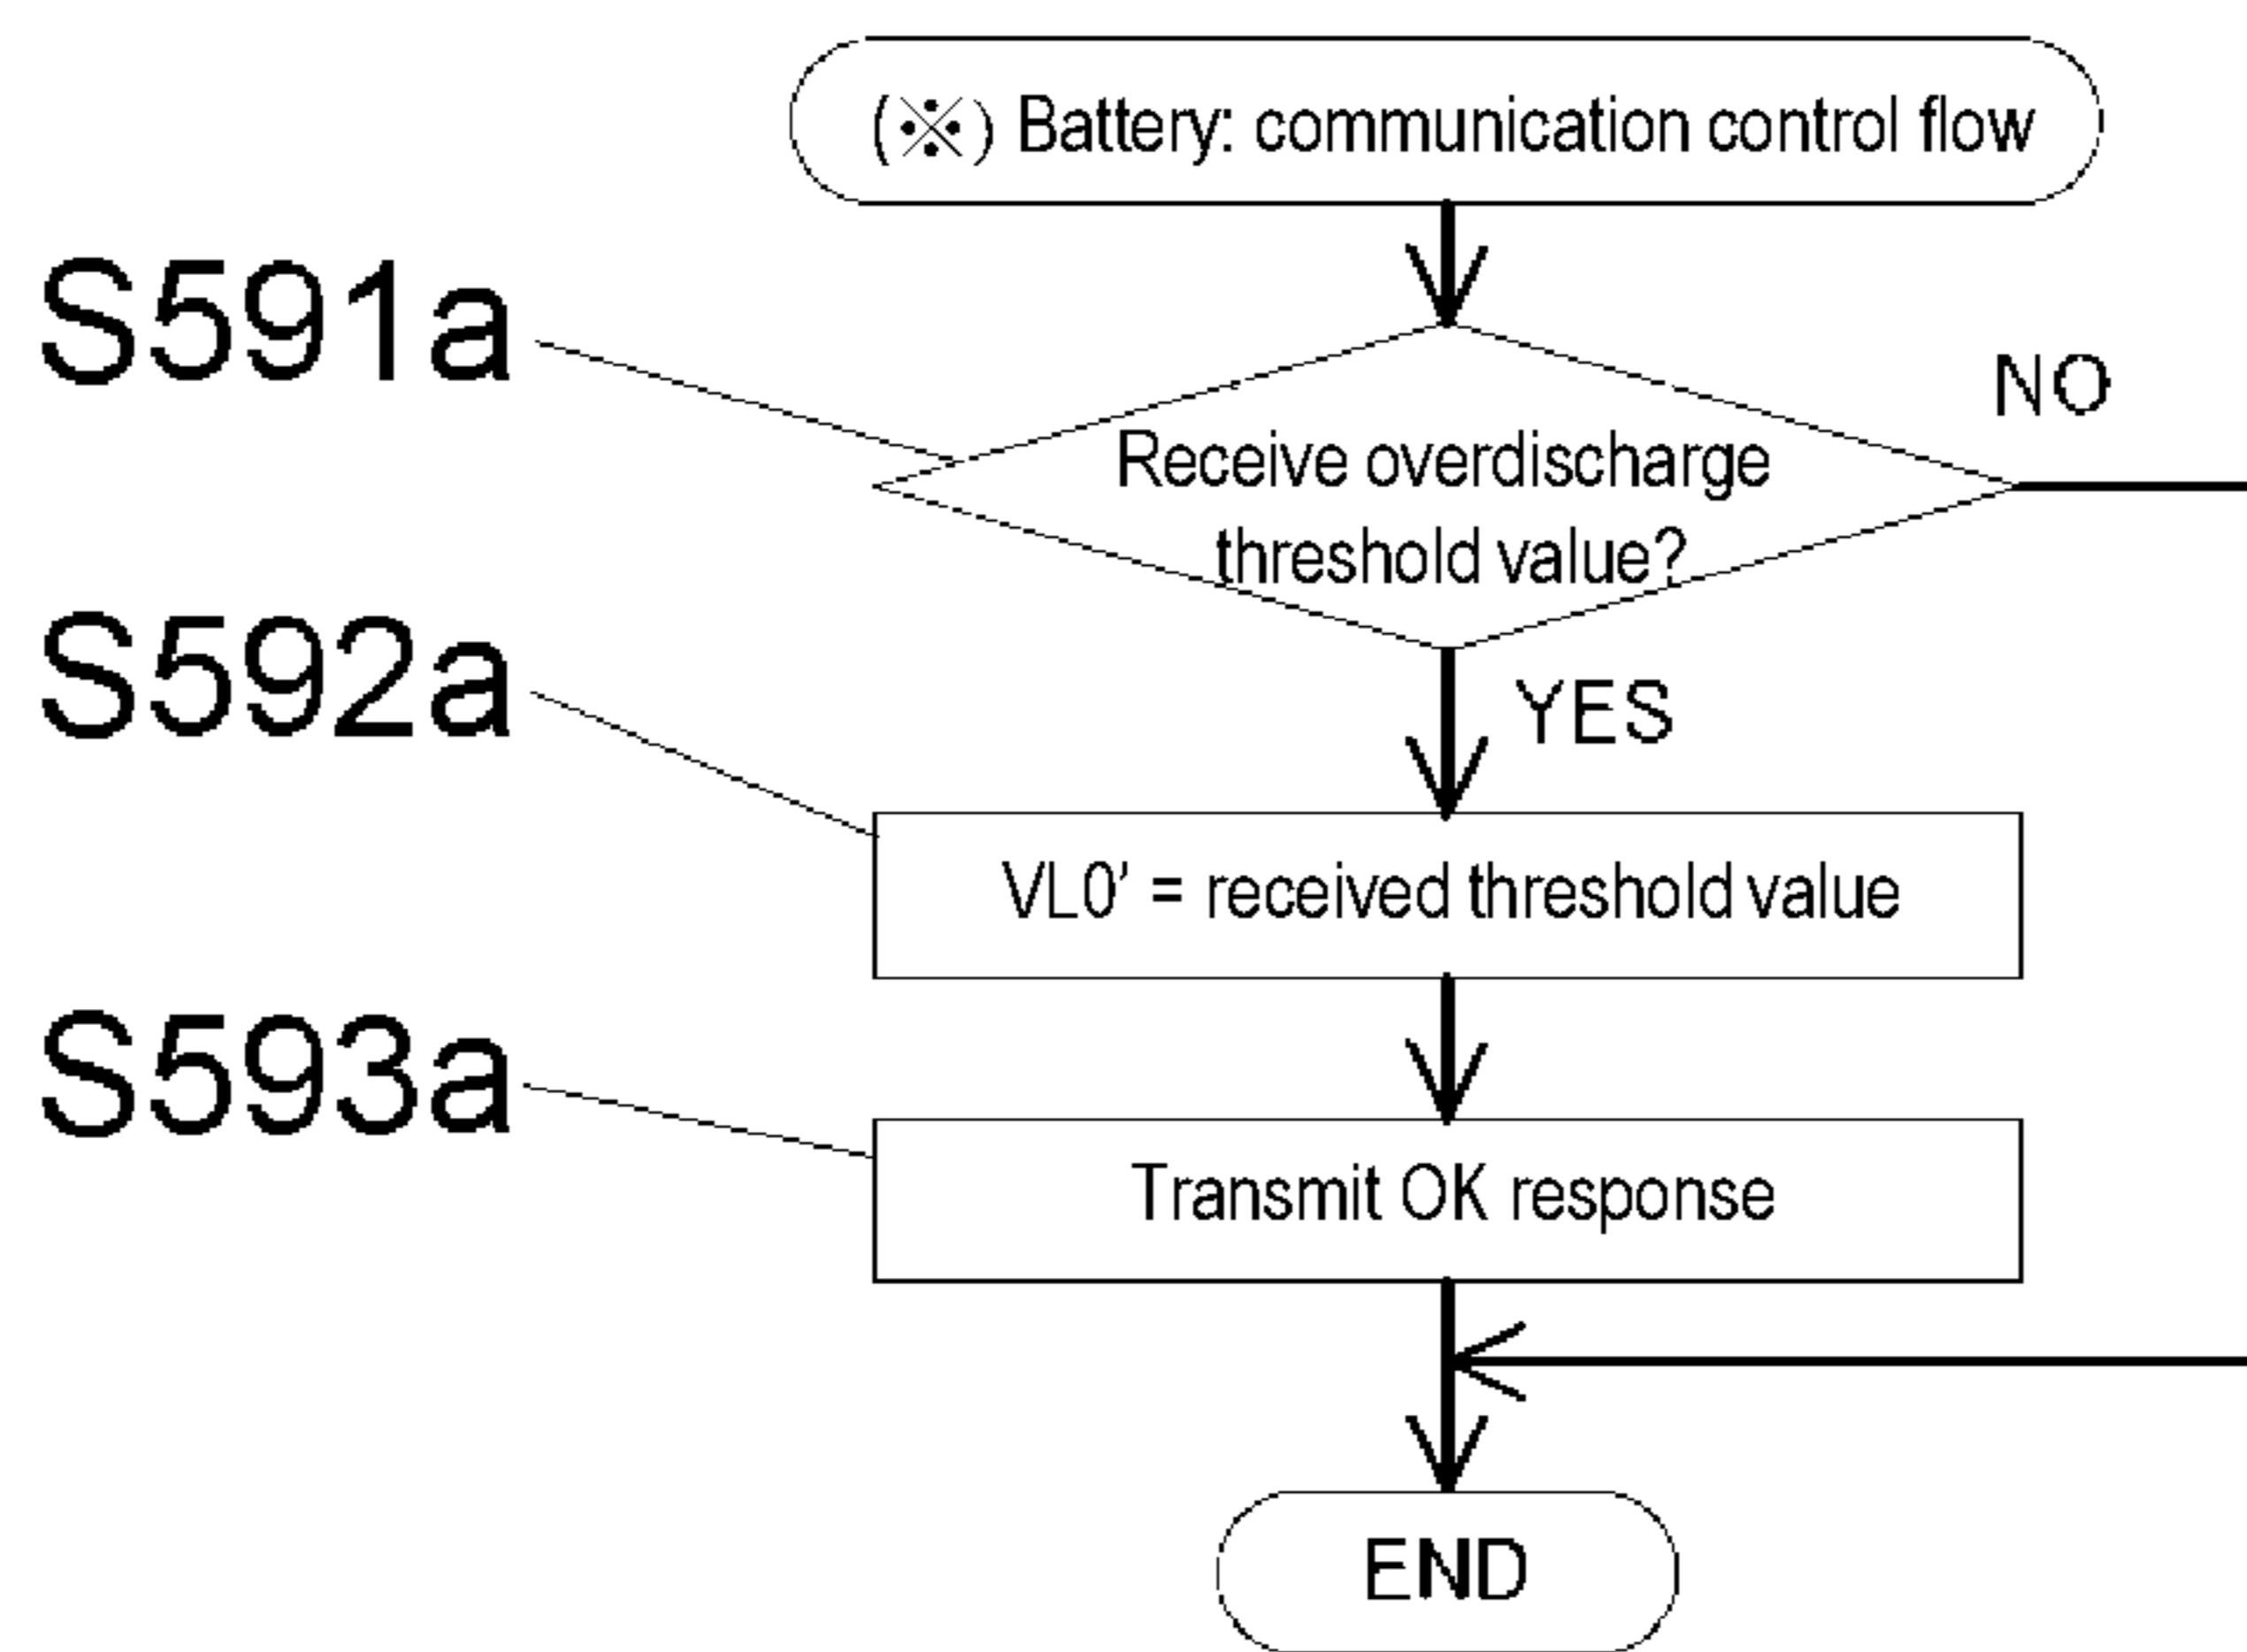 (※) Battery: communication control flow
S591a
NO
Receive overdischarge
threshold value?
S592a
YES
VL0' = received threshold value
S593a
Transmit OK response
END